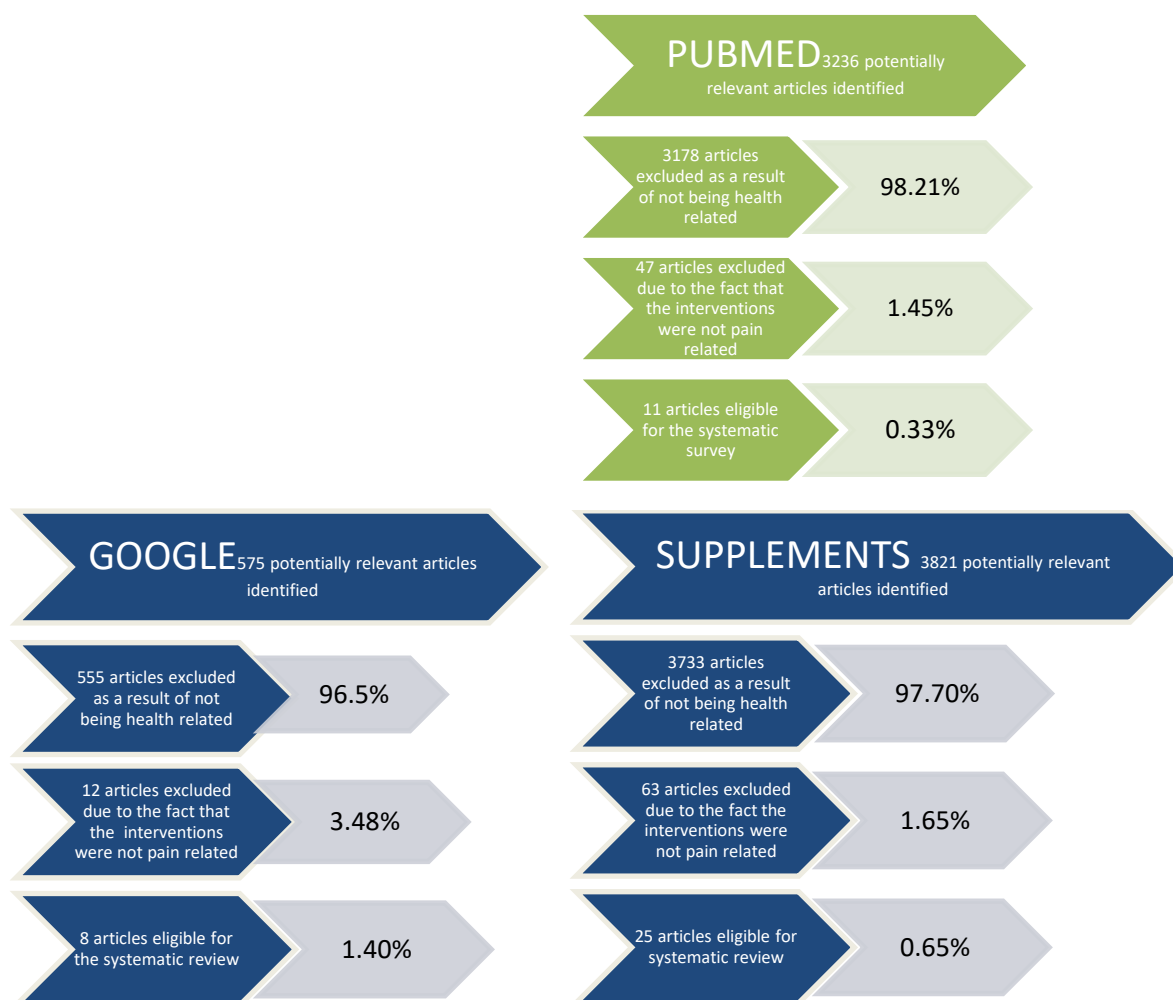 PUBMED3236 potentially
relevant articles identified
3178 articles
excluded as a result
of not being health
related
98.21%
47 articles excluded
due to the fact that
the interventions
were not pain
related
1.45%
11 articles eligible
for the systematic
survey
0.33%
GOOGLE575 potentially relevant articles
identified
555 articles excluded
as a result of not
being health related
96.5%
12 articles excluded
due to the fact that
the interventions
were not pain related
3.48%
8 articles eligible for
the systematic review
1.40%
SUPPLEMENTS 3821 potentially relevant
articles identified
3733 articles
excluded as a result
of not being health
related
97.70%
63 articles excluded
due to the fact the
interventions were
not pain related
1.65%
25 articles eligible for
systematic review
0.65%